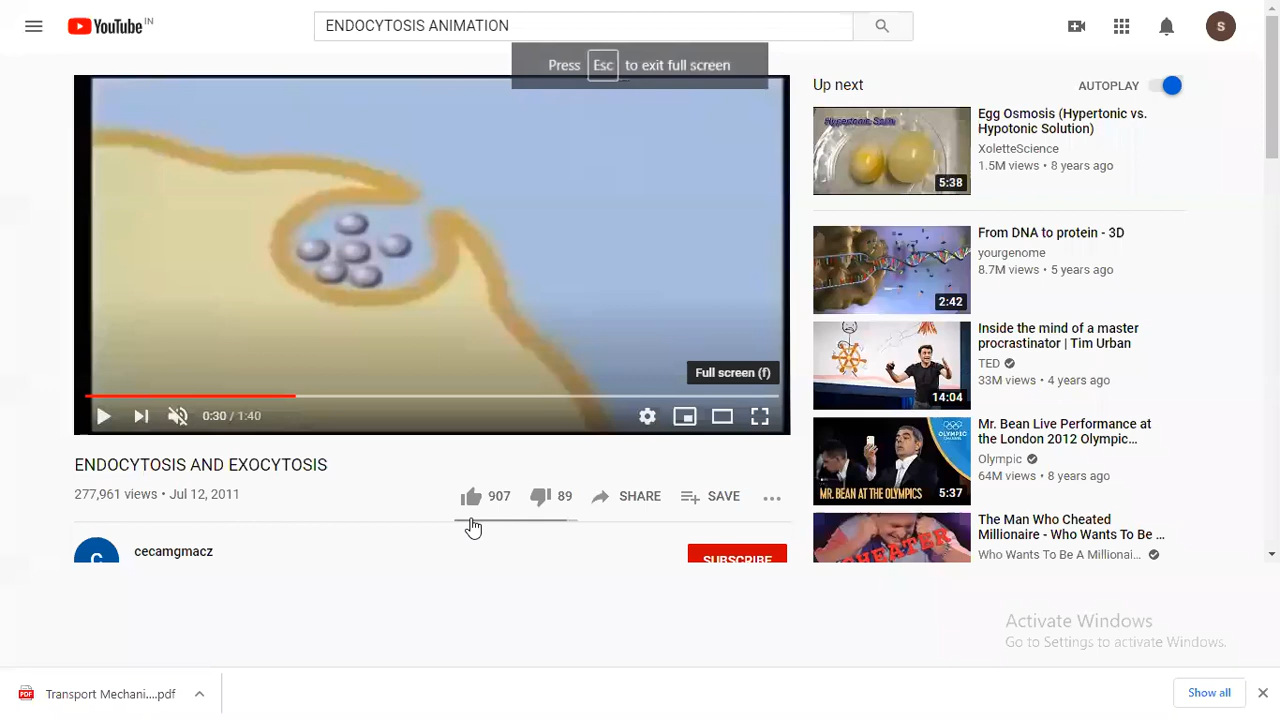 YouTube IN
ENDOCYTOSIS ANIMATION
S
Press Esc to exit full screen
Full screen (f)
0:30 / 1:40
ENDOCYTOSIS AND EXOCYTOSIS
277,961 views • Jul 12, 2011
907
89
SHARE
SAVE
C
cecamgmacz
SUBSCRIBE
Up next
AUTOPLAY
Hypertonic
5:38
Egg Osmosis (Hypertonic vs.
Hypotonic Solution)
XoletteScience
1.5M views • 8 years ago
2:42
From DNA to protein - 3D
yourgenome
8.7M views • 5 years ago
14:04
Inside the mind of a master
procrastinator | Tim Urban
TED
33M views • 4 years ago
OLYMPIC
CHANNEL
MR. BEAN AT THE OLYMPICS
5:37
Mr. Bean Live Performance at
the London 2012 Olympic...
Olympic
64M views • 8 years ago
CHEATER
The Man Who Cheated
Millionaire - Who Wants To Be ...
Who Wants To Be A Millionai...
Activate Windows
Go to Settings to activate Windows.
PDF
Transport Mechani....pdf
Show all